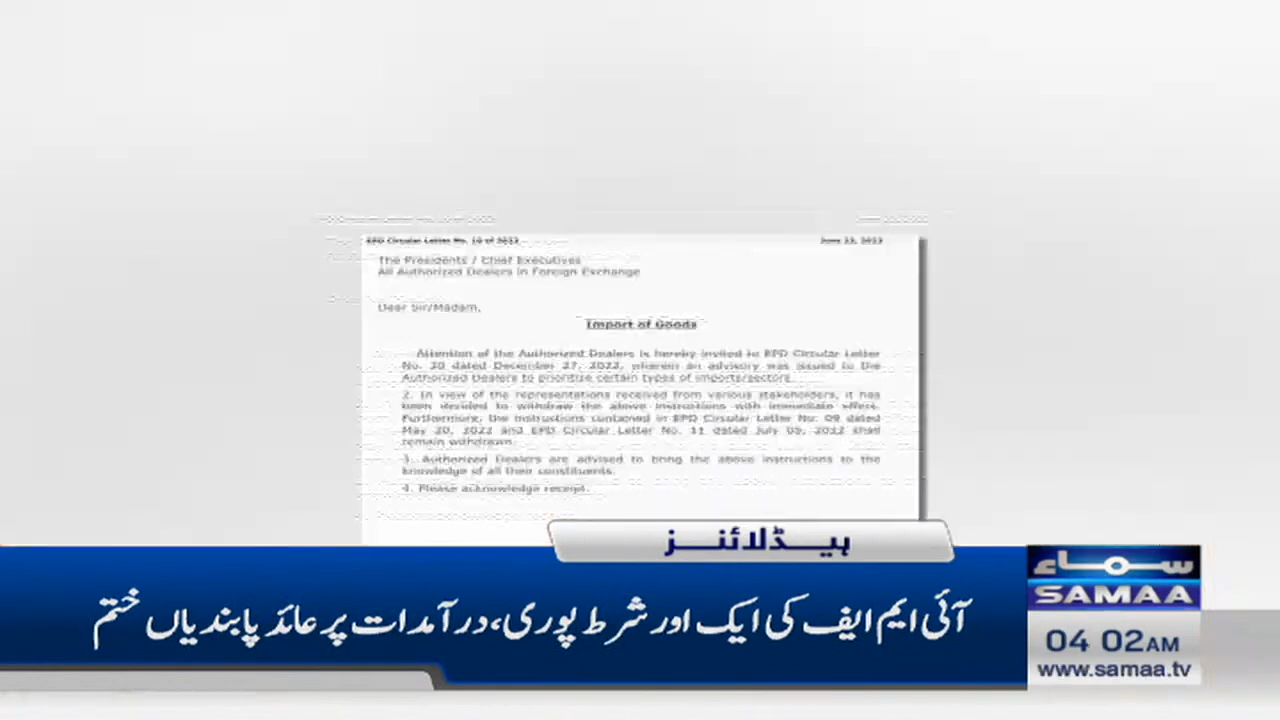 EPD Circular Letter No. 10 of 2023
June 23, 2023
The Presidents / Chief Executives
All Authorized Dealers in Foreign Exchange
Dear Sir/Madam,
Import of Goods
Attention of the Authorized Dealers is hereby invited to EPD Circular Letter
No. 20 dated December 27, 2022, wherein an advisory was issued to the
Authorized Dealers to prioritize certain types of imports/sectors.
2. In view of the representations received from various stakeholders, it has
been decided to withdraw the above instructions with immediate effect.
Furthermore, the instructions contained in EPD Circular Letter No. 09 dated
May 20, 2022 and EPD Circular Letter No. 11 dated July 05, 2022 shall
remain withdrawn.
3. Authorized Dealers are advised to bring the above instructions to the
knowledge of all their constituents.
4. Please acknowledge receipt.
ہیڈلائنز
آئی ایم ایف کی ایک اور شرط پوری، درآمدات پر عائد پابندیاں ختم
سماء
SAMAA
04 02 AM
www.samaa.tv